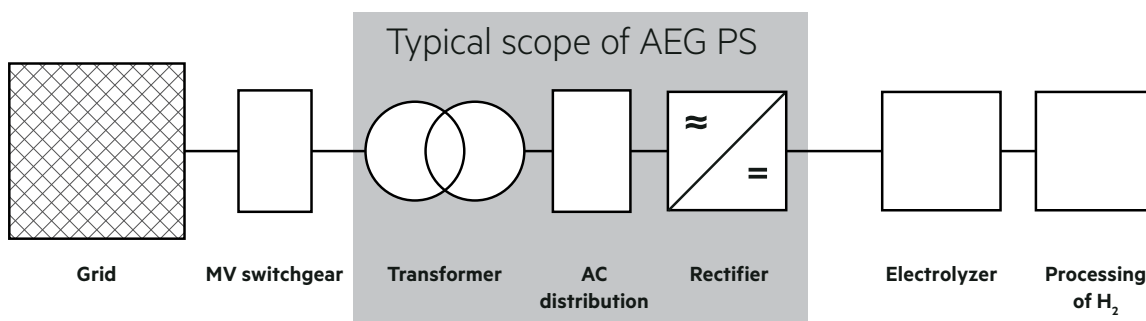 Typical scope of AEG PS
≈
=
Grid
MV switchgear
Transformer
AC
distribution
Rectifier
Electrolyzer
Processing
of H₂